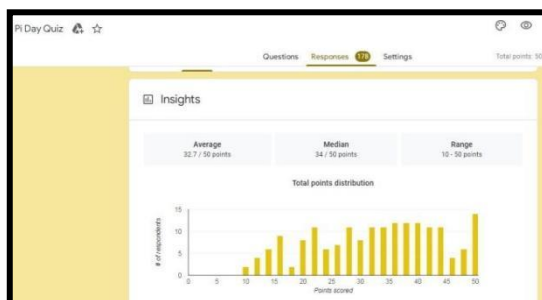 Pi Day Quiz
Questions Responses 178 Settings
Total points: 50
Insights
Average Median Range
32.7 / 50 points 34 / 50 points 10 - 50 points
Total points distribution
# of respondents
15
10
5
0
0 5 10 15 20 25 30 35 40 45 50
Points scored